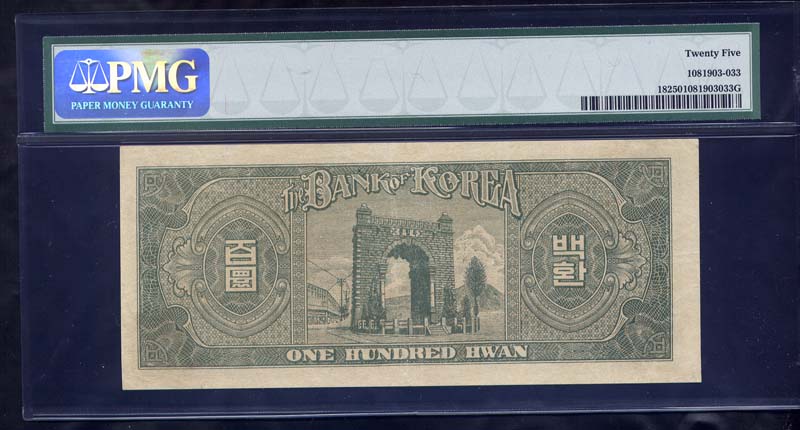 PMG
PAPER MONEY GUARANTY
Twenty Five
1081903-033
182501081903033G
The BANK OF KOREA
百圜
백환
ONE HUNDRED HWAN